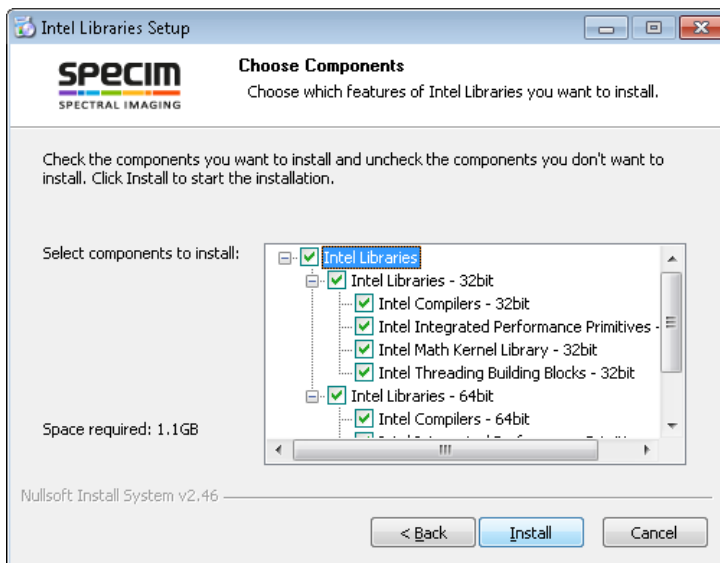 Intel Libraries Setup
SPECIM
SPECTRAL IMAGING
Choose Components
Choose which features of Intel Libraries you want to install.
Check the components you want to install and uncheck the components you don't want to
install. Click Install to start the installation.
Select components to install:
Intel Libraries
Intel Libraries - 32bit
Intel Compilers - 32bit
Intel Integrated Performance Primitives -
Intel Math Kernel Library - 32bit
Intel Threading Building Blocks - 32bit
Intel Libraries - 64bit
Intel Compilers - 64bit
Space required: 1.1GB
Nullsoft Install System v2.46
< Back
Install
Cancel